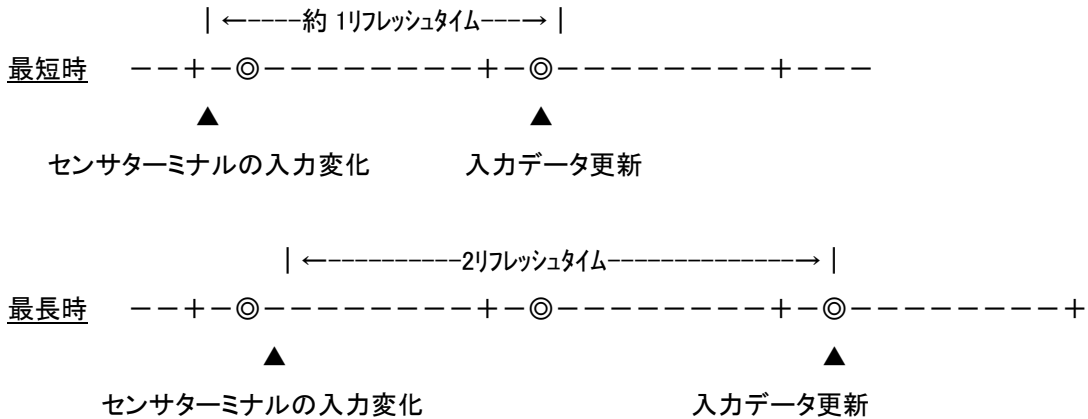 |←----約 1リフレッシュタイム---→|
最短時 --+-◎--------+-◎--------+---
▲ ▲
センサターミナルの入力変化 入力データ更新
|←----------2リフレッシュタイム--------------→|
最長時 --+-◎--------+-◎--------+-◎--------+
▲ ▲
センサターミナルの入力変化 入力データ更新